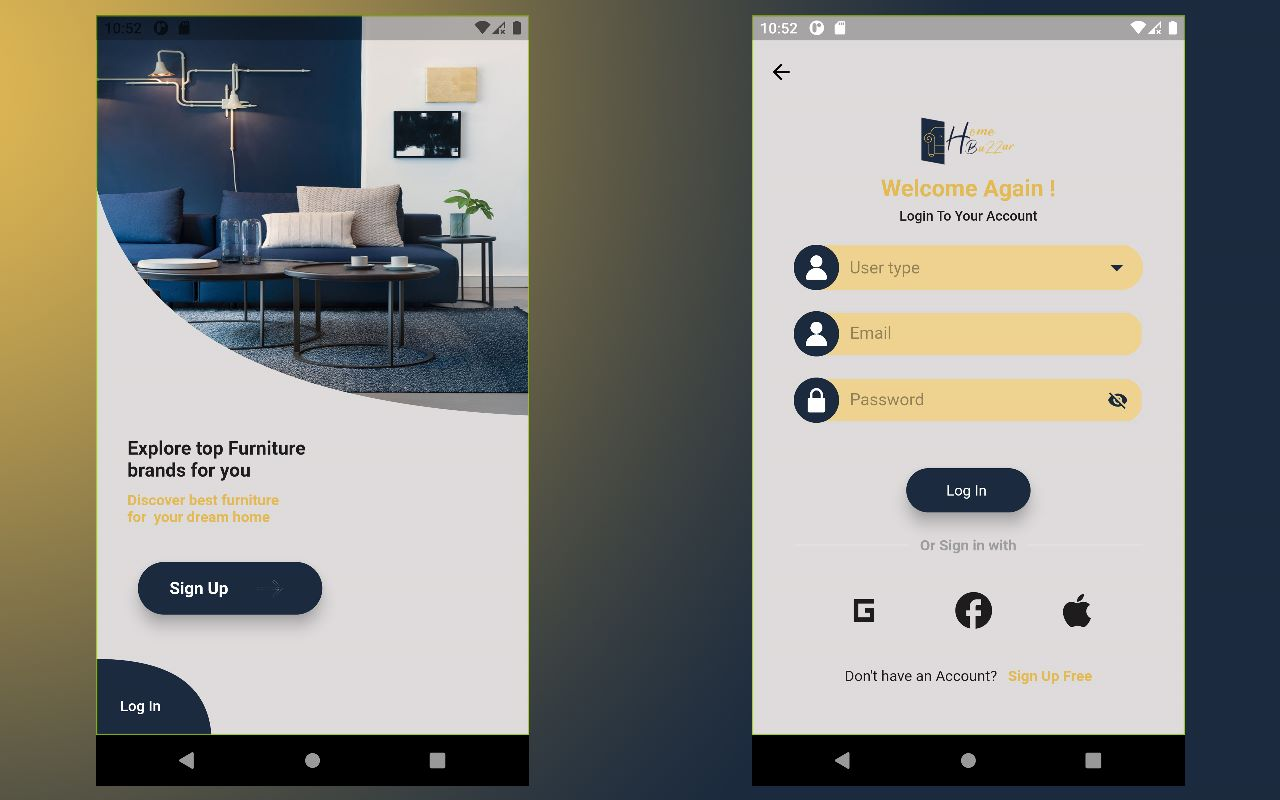 10:52
Explore top Furniture
brands for you
Discover best furniture
for your dream home
Sign Up
Log In
10:52
Home
BuZZar
Welcome Again !
Login To Your Account
User type
Email
Password
Log In
Or Sign in with
G
Don't have an Account? Sign Up Free